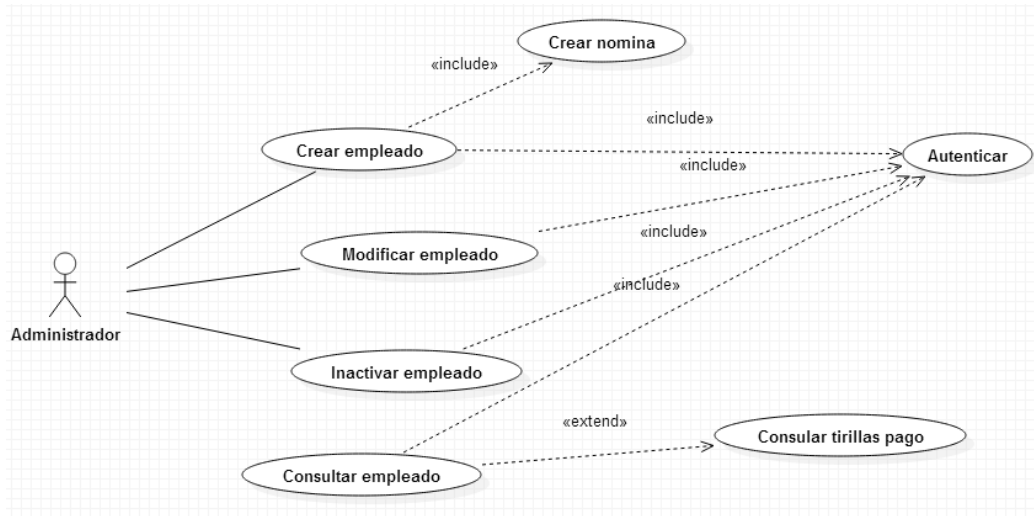 Crear nomina
«include»
«include»
Crear empleado
Autenticar
«include»
«include»
Modificar empleado
«include»
Administrador
Inactivar empleado
«extend»
Consular tirillas pago
Consultar empleado